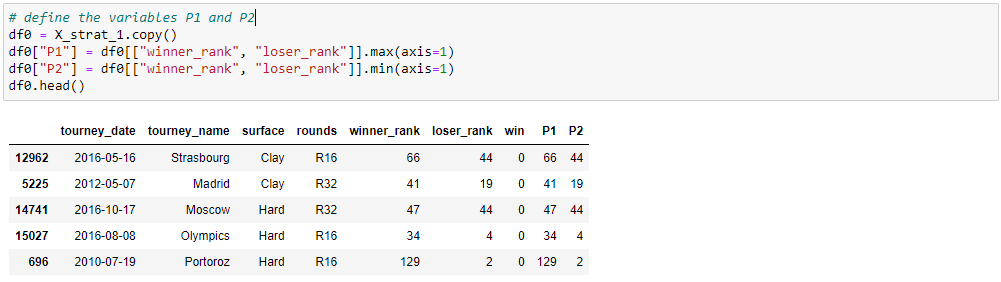 # define the variables P1 and P2
df0 = X_strat_1.copy()
df0["P1"] = df0[["winner_rank", "loser_rank"]].max(axis=1)
df0["P2"] = df0[["winner_rank", "loser_rank"]].min(axis=1)
df0.head()
tourney_date tourney_name surface rounds winner_rank loser_rank win P1 P2
12962 2016-05-16 Strasbourg Clay R16 66 44 0 66 44
5225 2012-05-07 Madrid Clay R32 41 19 0 41 19
14741 2016-10-17 Moscow Hard R32 47 44 0 47 44
15027 2016-08-08 Olympics Hard R16 34 4 0 34 4
696 2010-07-19 Portoroz Hard R16 129 2 0 129 2